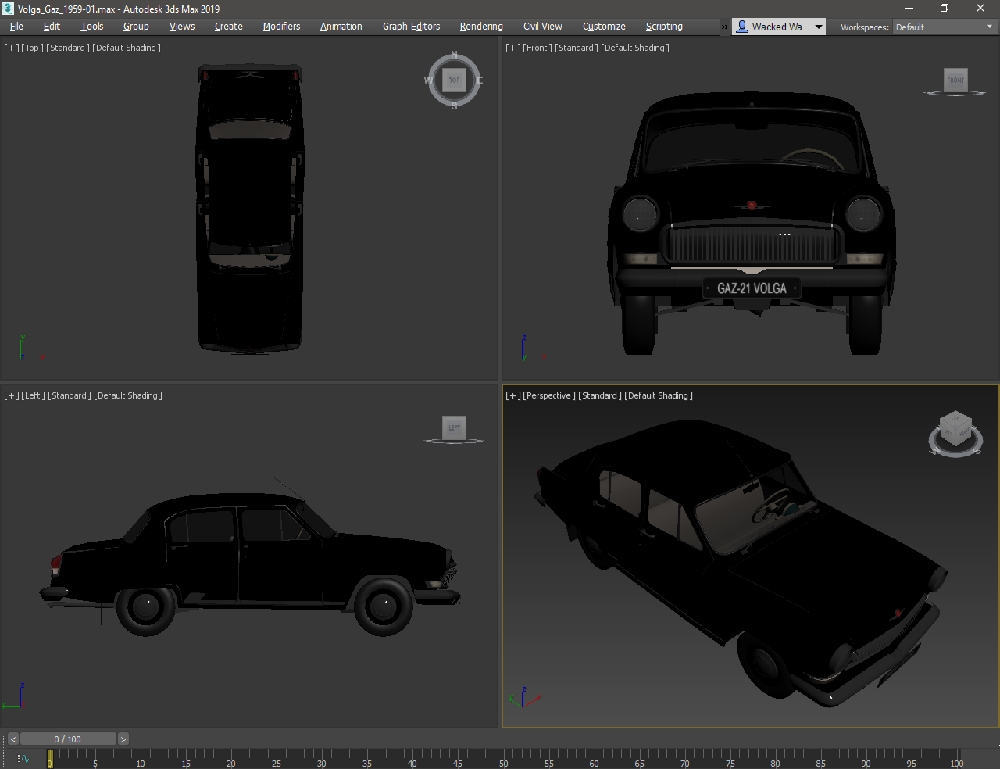 Volga_Gaz_1959-01.max - Autodesk 3ds Max 2019
File Edit Tools Group Views Create Modifiers Animation Graph Editors Rendering Civil View Customize Scripting » Wacked Wa Workspaces: Default
[+] [Top] [Standard] [Default Shading]
[+] [Front] [Standard] [Default Shading]
N
W TOP E
S
FRONT
GAZ-21 VOLGA
[+] [Left] [Standard] [Default Shading]
[+] [Perspective] [Standard] [Default Shading]
LEFT
< 0 / 100 >
0 5 10 15 20 25 30 35 40 45 50 55 60 65 70 75 80 85 90 95 100